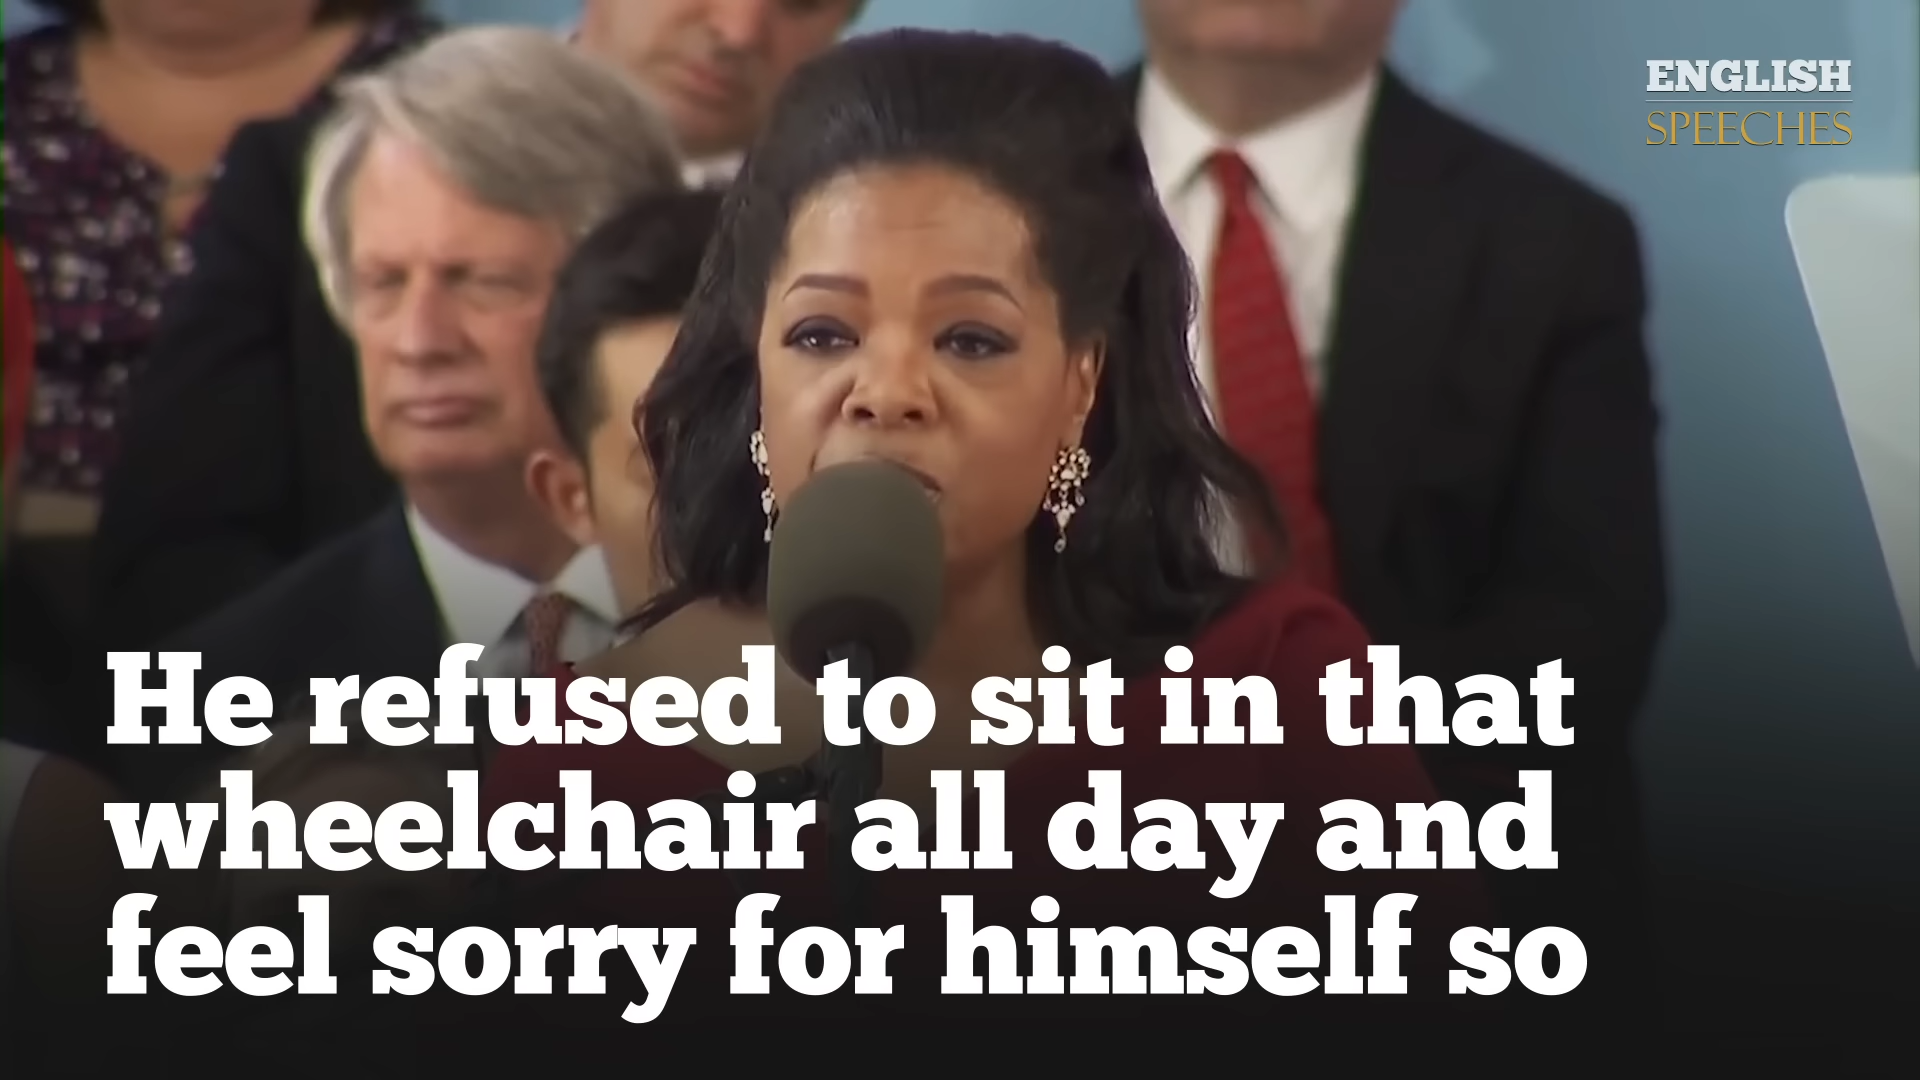 ENGLISH
SPEECHES
He refused to sit in that
wheelchair all day and
feel sorry for himself so